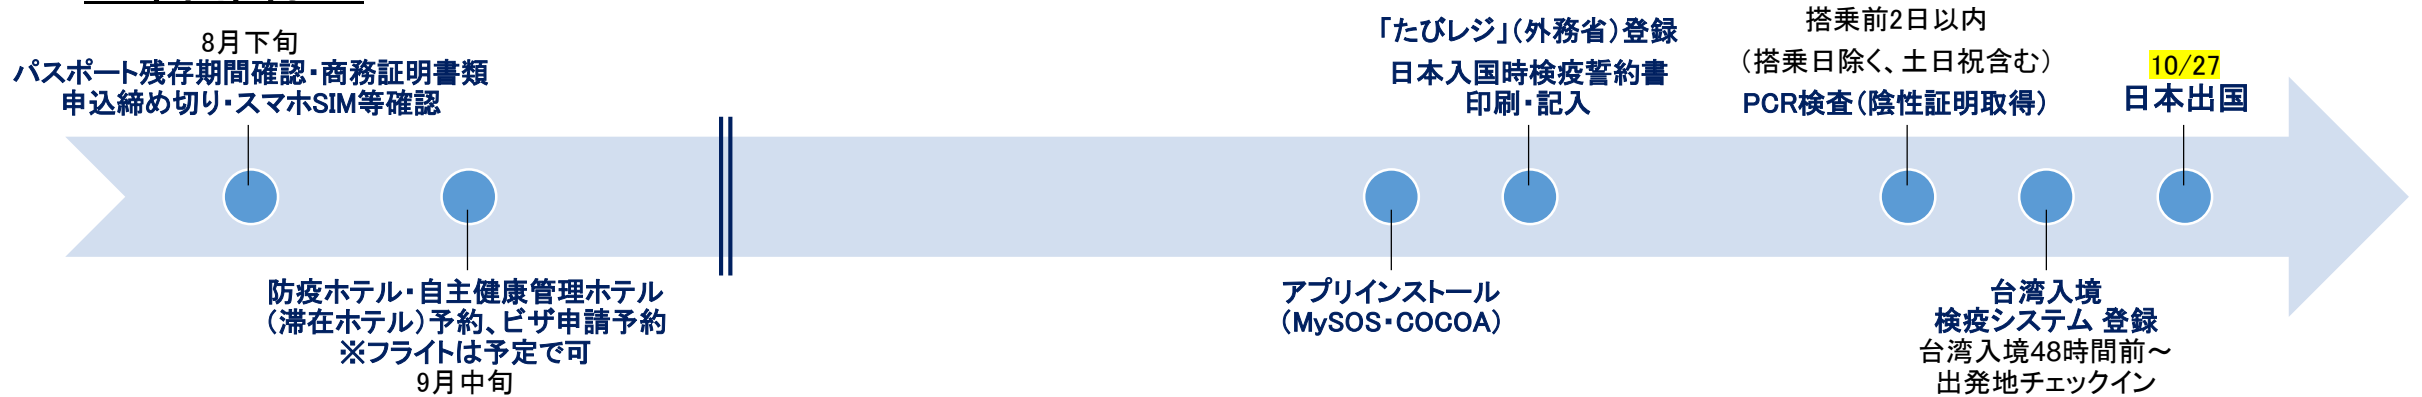 8月下旬
パスポート残存期間確認・商務証明書類
申込締め切り・スマホSIM等確認
防疫ホテル・自主健康管理ホテル
（滞在ホテル）予約、ビザ申請予約
※フライトは予定で可
9月中旬
アプリインストール
（MySOS・COCOA）
「たびレジ」（外務省）登録
日本入国時検疫誓約書
印刷・記入
搭乗前2日以内
（搭乗日除く、土日祝含む）
PCR検査（陰性証明取得）
台湾入境
検疫システム 登録
台湾入境48時間前～
出発地チェックイン
10/27
日本出国